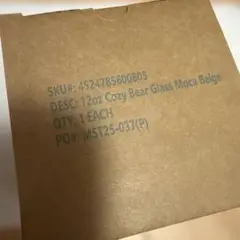 SKU#: 4524785600805
DESC: 12oz Cozy Bear Glass Moca Beige
QTY: 1 EACH
PO#: MST25-037(P)